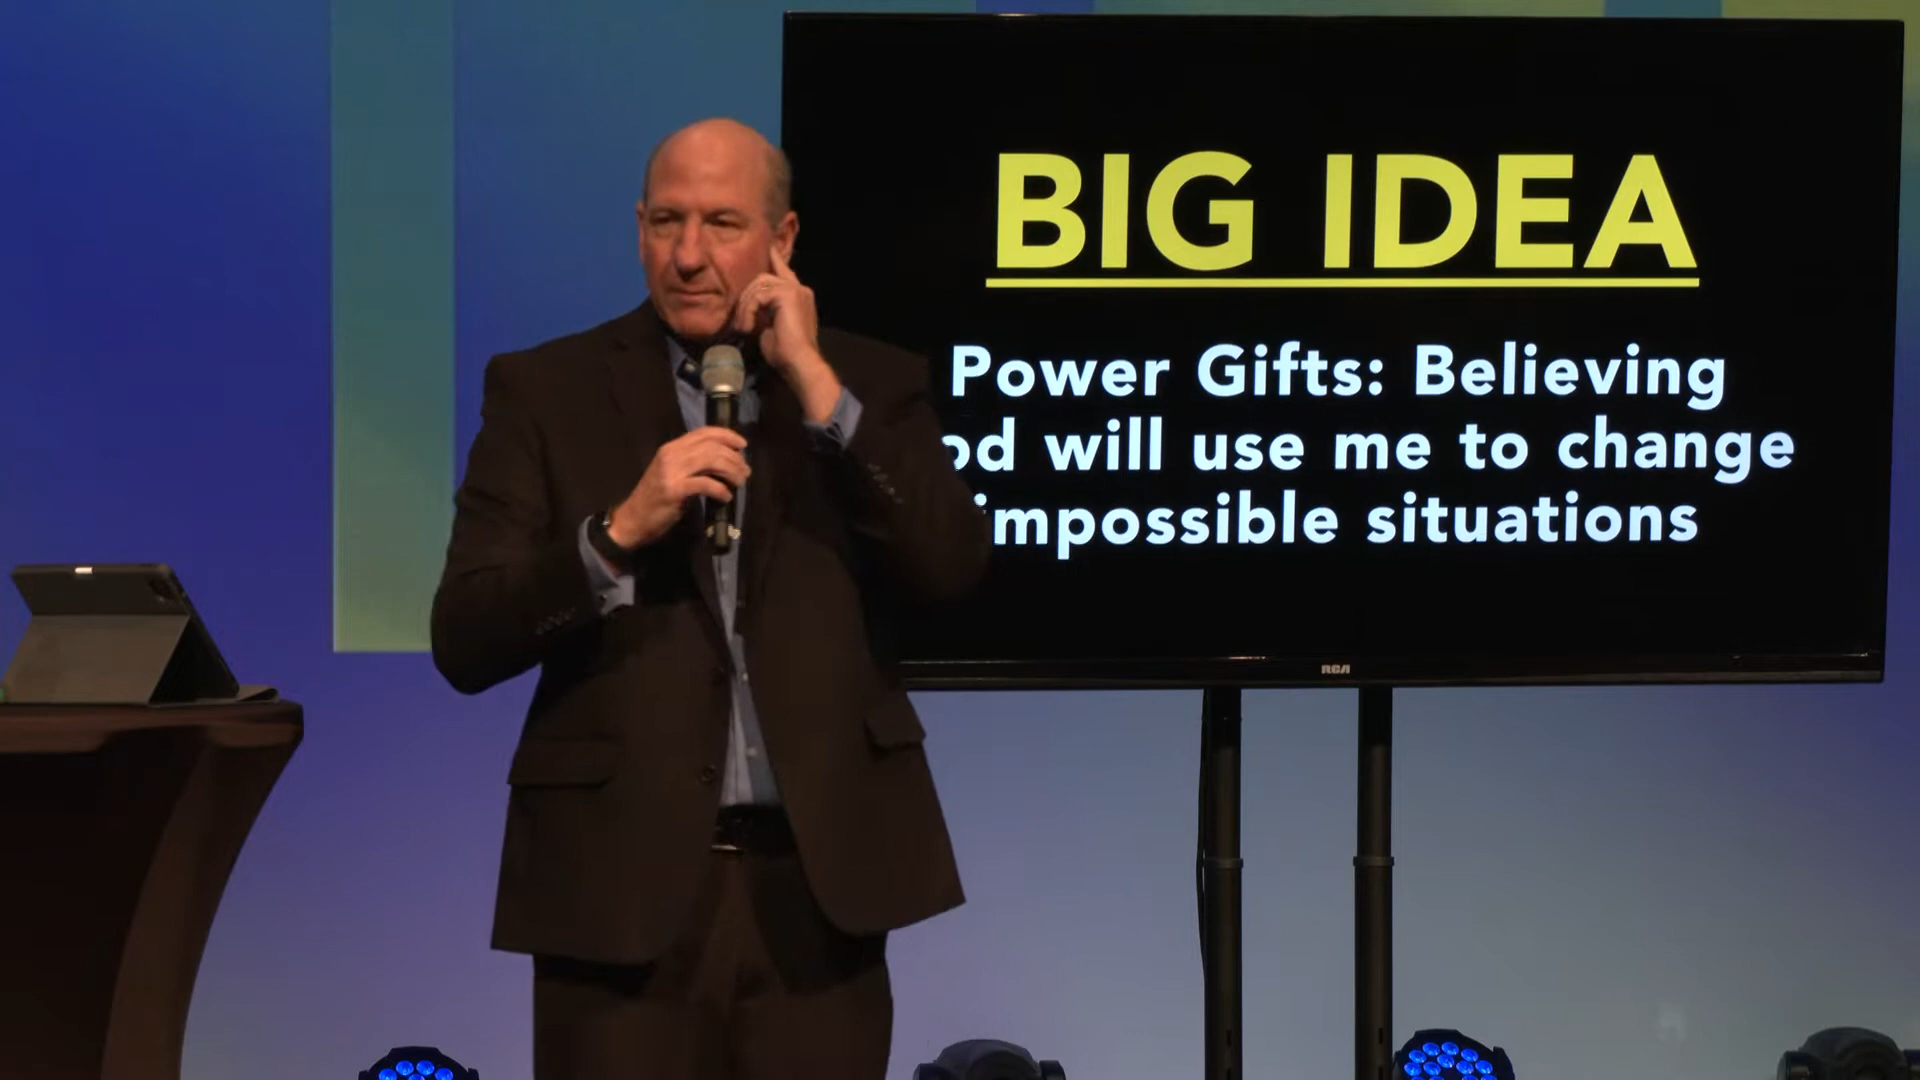 BIG IDEA
Power Gifts: Believing
od will use me to change
impossible situations
RCA